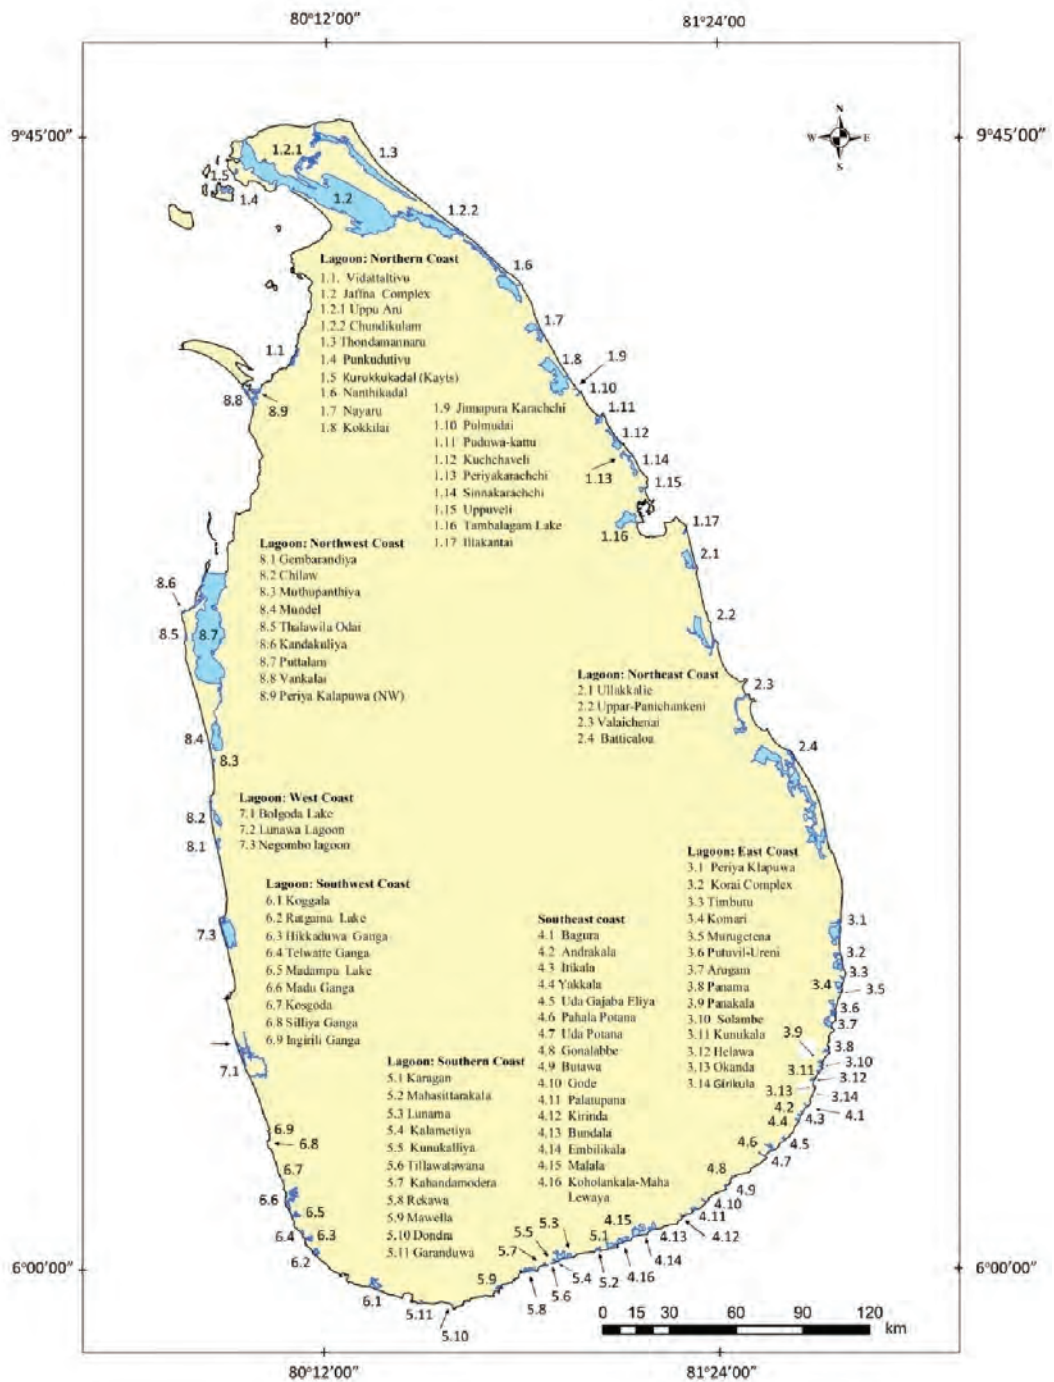 80°12'00"
81°24'00"
9°45'00"
9°45'00"
N
W
E
S
1.3
1.2.1
1.5
1.4
1.2
1.2.2
1.6
1.7
1.8
1.9
1.10
1.11
1.12
1.13
1.14
1.15
1.16
1.17
1.1
8.8
8.9
Lagoon: Northern Coast
1.1. Vidattaltivu
1.2 Jaffna Complex
1.2.1 Uppu Aru
1.2.2 Chundikulam
1.3 Thondamannaru
1.4 Punkudutivu
1.5 Kurukkukadal (Kayts)
1.6 Nanthikadal
1.7 Nayaru
1.8 Kokkilai
1.9 Jinnapura Karachchi
1.10 Pulmudai
1.11 Puduwa-kattu
1.12 Kuchchaveli
1.13 Periyakarachchi
1.14 Sinnakarachchi
1.15 Uppuveli
1.16 Tambalagam Lake
1.17 Illakantai
Lagoon: Northwest Coast
8.1 Gembarandiya
8.2 Chilaw
8.3 Muthupanthiya
8.4 Mundel
8.5 Thalawila Odai
8.6 Kandakuliya
8.7 Puttalam
8.8 Vankalai
8.9 Periya Kalapuwa (NW)
8.6
8.5
8.7
8.4
8.3
8.2
8.1
2.1
2.2
2.3
2.4
Lagoon: Northeast Coast
2.1 Ullakkalie
2.2 Uppar-Panichankeni
2.3 Valaichenai
2.4 Batticaloa
Lagoon: West Coast
7.1 Bolgoda Lake
7.2 Lunawa Lagoon
7.3 Negombo lagoon
7.3
7.1
Lagoon: Southwest Coast
6.1 Koggala
6.2 Ratgama Lake
6.3 Hikkaduwa Ganga
6.4 Telwatte Ganga
6.5 Madampa Lake
6.6 Madu Ganga
6.7 Kosgoda
6.8 Silliya Ganga
6.9 Ingirili Ganga
Lagoon: East Coast
3.1 Periya Klapuwa
3.2 Korai Complex
3.3 Timbutu
3.4 Komari
3.5 Murugetena
3.6 Putuvil-Ureni
3.7 Arugam
3.8 Panama
3.9 Panakala
3.10 Solambe
3.11 Kunukala
3.12 Helawa
3.13 Okanda
3.14 Girikula
Southeast coast
4.1 Bagura
4.2 Andrakala
4.3 Itikala
4.4 Yakkala
4.5 Uda Gajaba Eliya
4.6 Pahala Potana
4.7 Uda Potana
4.8 Gonalabbe
4.9 Butawa
4.10 Gode
4.11 Palatupana
4.12 Kirinda
4.13 Bundala
4.14 Embilikala
4.15 Malala
4.16 Koholankala-Maha
Lewaya
Lagoon: Southern Coast
5.1 Karagan
5.2 Mahasittarakala
5.3 Lunama
5.4 Kalametiya
5.5 Kunukalliya
5.6 Tillawatawana
5.7 Kahandamodera
5.8 Rekawa
5.9 Mawella
5.10 Dondra
5.11 Garanduwa
3.1
3.2
3.3
3.4
3.5
3.6
3.7
3.9
3.8
3.10
3.11
3.12
3.13
3.14
4.2
4.1
4.4
4.3
4.5
4.6
4.7
4.8
4.9
4.10
4.11
4.12
4.15
4.13
4.14
4.16
5.1
5.2
5.3
5.5
5.4
5.7
5.6
5.8
5.9
5.10
5.11
6.9
6.8
6.7
6.6
6.5
6.4
6.3
6.2
6.1
6°00'00"
6°00'00"
0 15 30 60 90 120
km
80°12'00"
81°24'00"